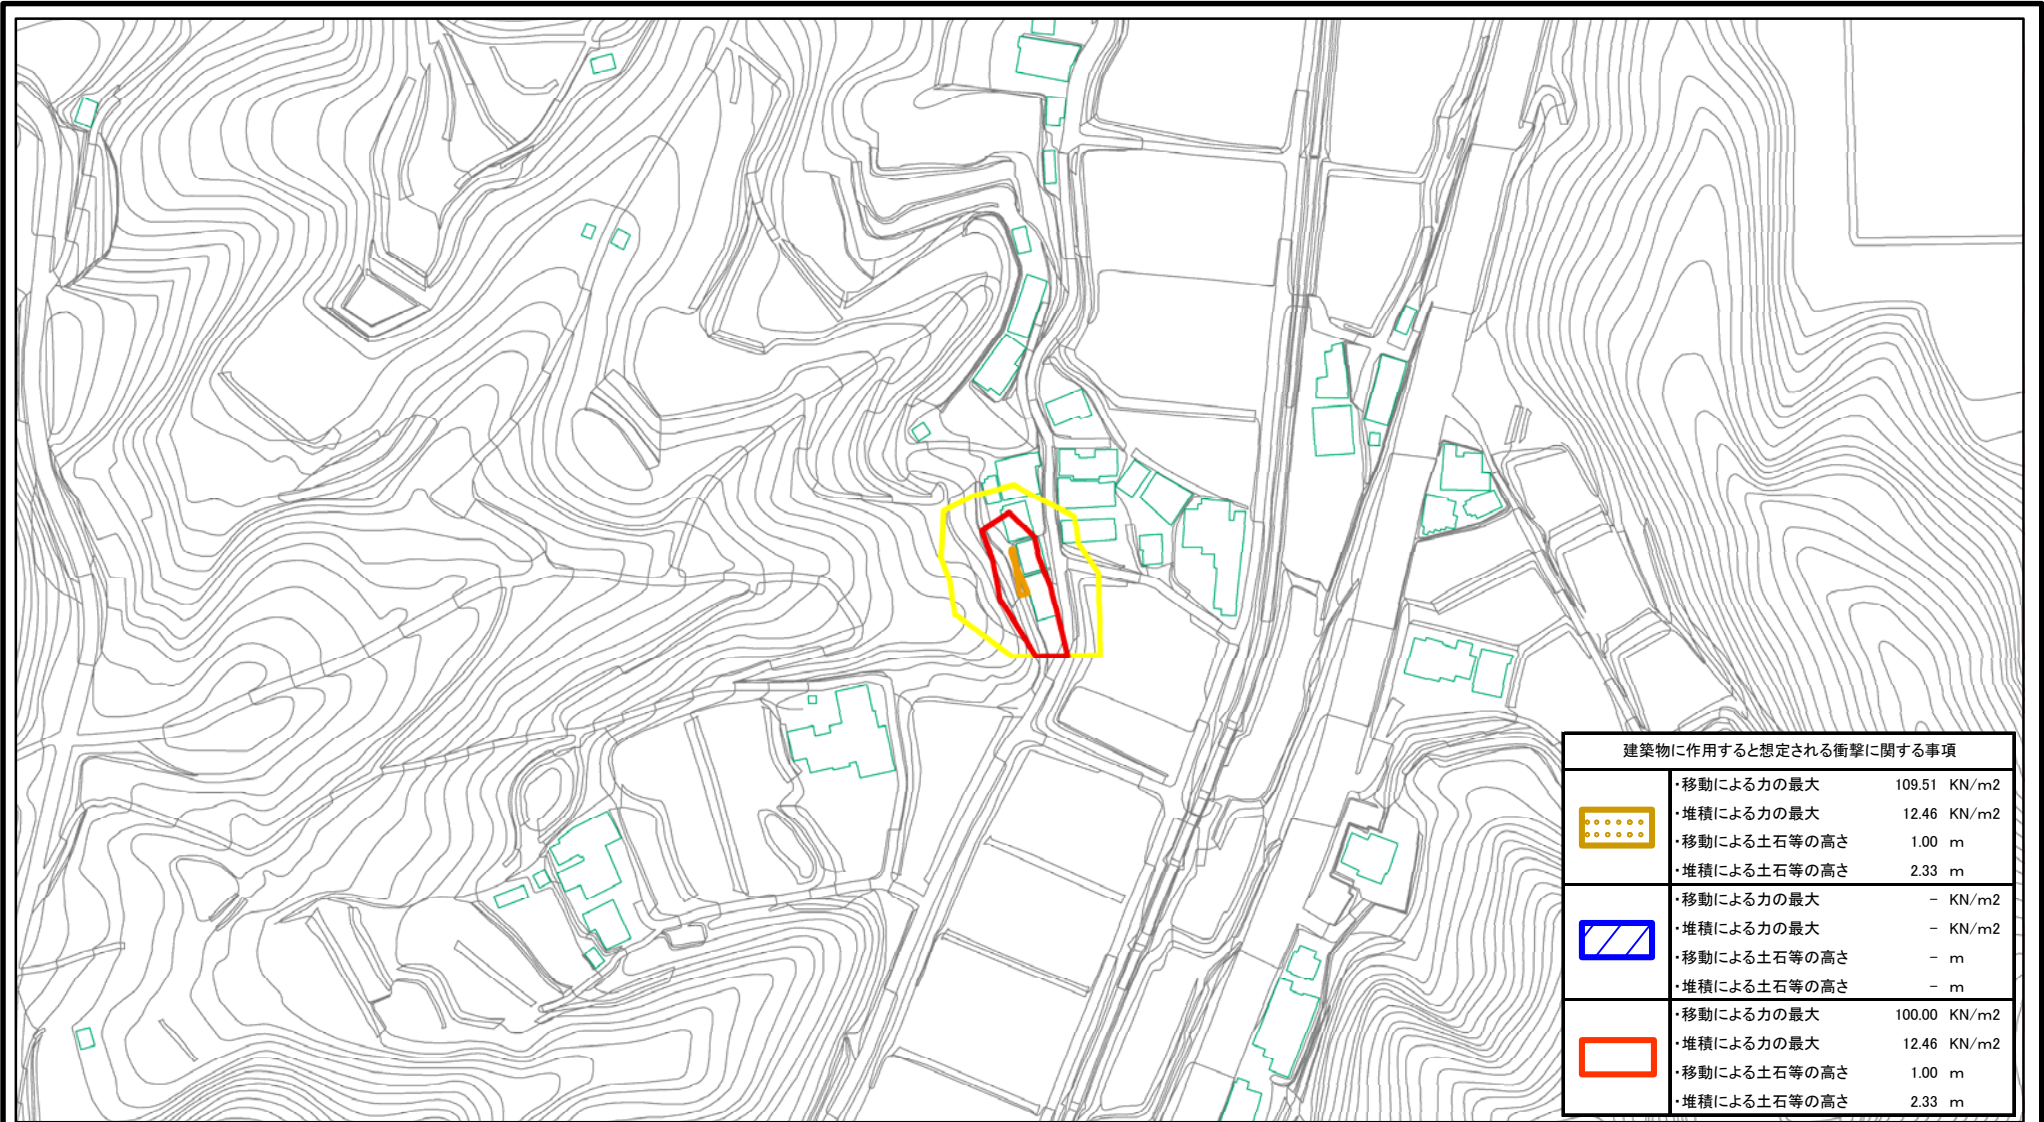 建築物に作用すると想定される衝撃に関する事項
・移動による力の最大 109.51 KN/m2
・堆積による力の最大 12.46 KN/m2
・移動による土石等の高さ 1.00 m
・堆積による土石等の高さ 2.33 m
・移動による力の最大 - KN/m2
・堆積による力の最大 - KN/m2
・移動による土石等の高さ - m
・堆積による土石等の高さ - m
・移動による力の最大 100.00 KN/m2
・堆積による力の最大 12.46 KN/m2
・移動による土石等の高さ 1.00 m
・堆積による土石等の高さ 2.33 m